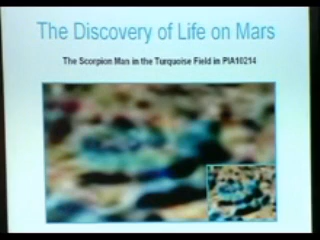 The Discovery of Life on Mars
The Scorpion Man in the Turquoise Field in PIA10214